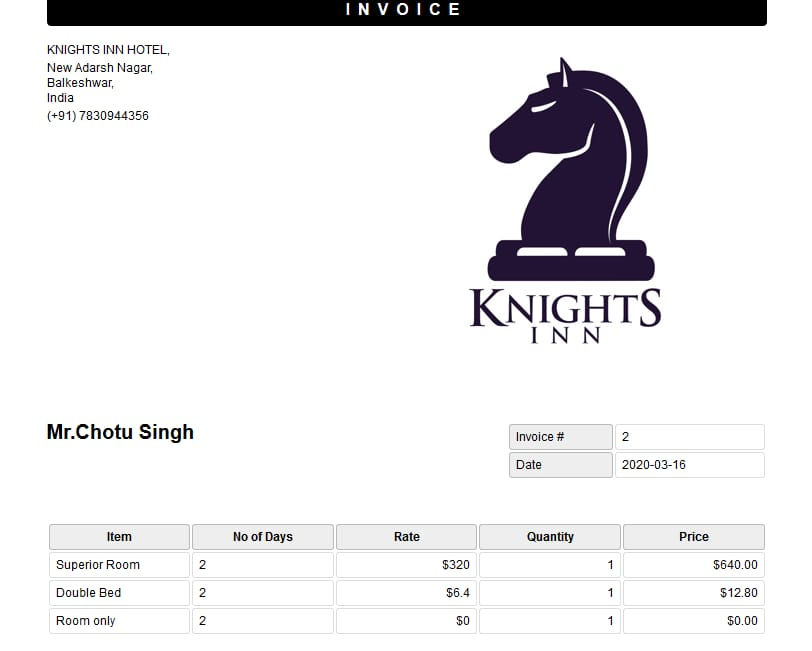 INVOICE
KNIGHTS INN HOTEL,
New Adarsh Nagar,
Balkeshwar,
India
(+91) 7830944356
KNIGHTS
INN
Mr.Chotu Singh
Invoice # 2
Date 2020-03-16
Item No of Days Rate Quantity Price
Superior Room 2 $320 1 $640.00
Double Bed 2 $6.4 1 $12.80
Room only 2 $0 1 $0.00